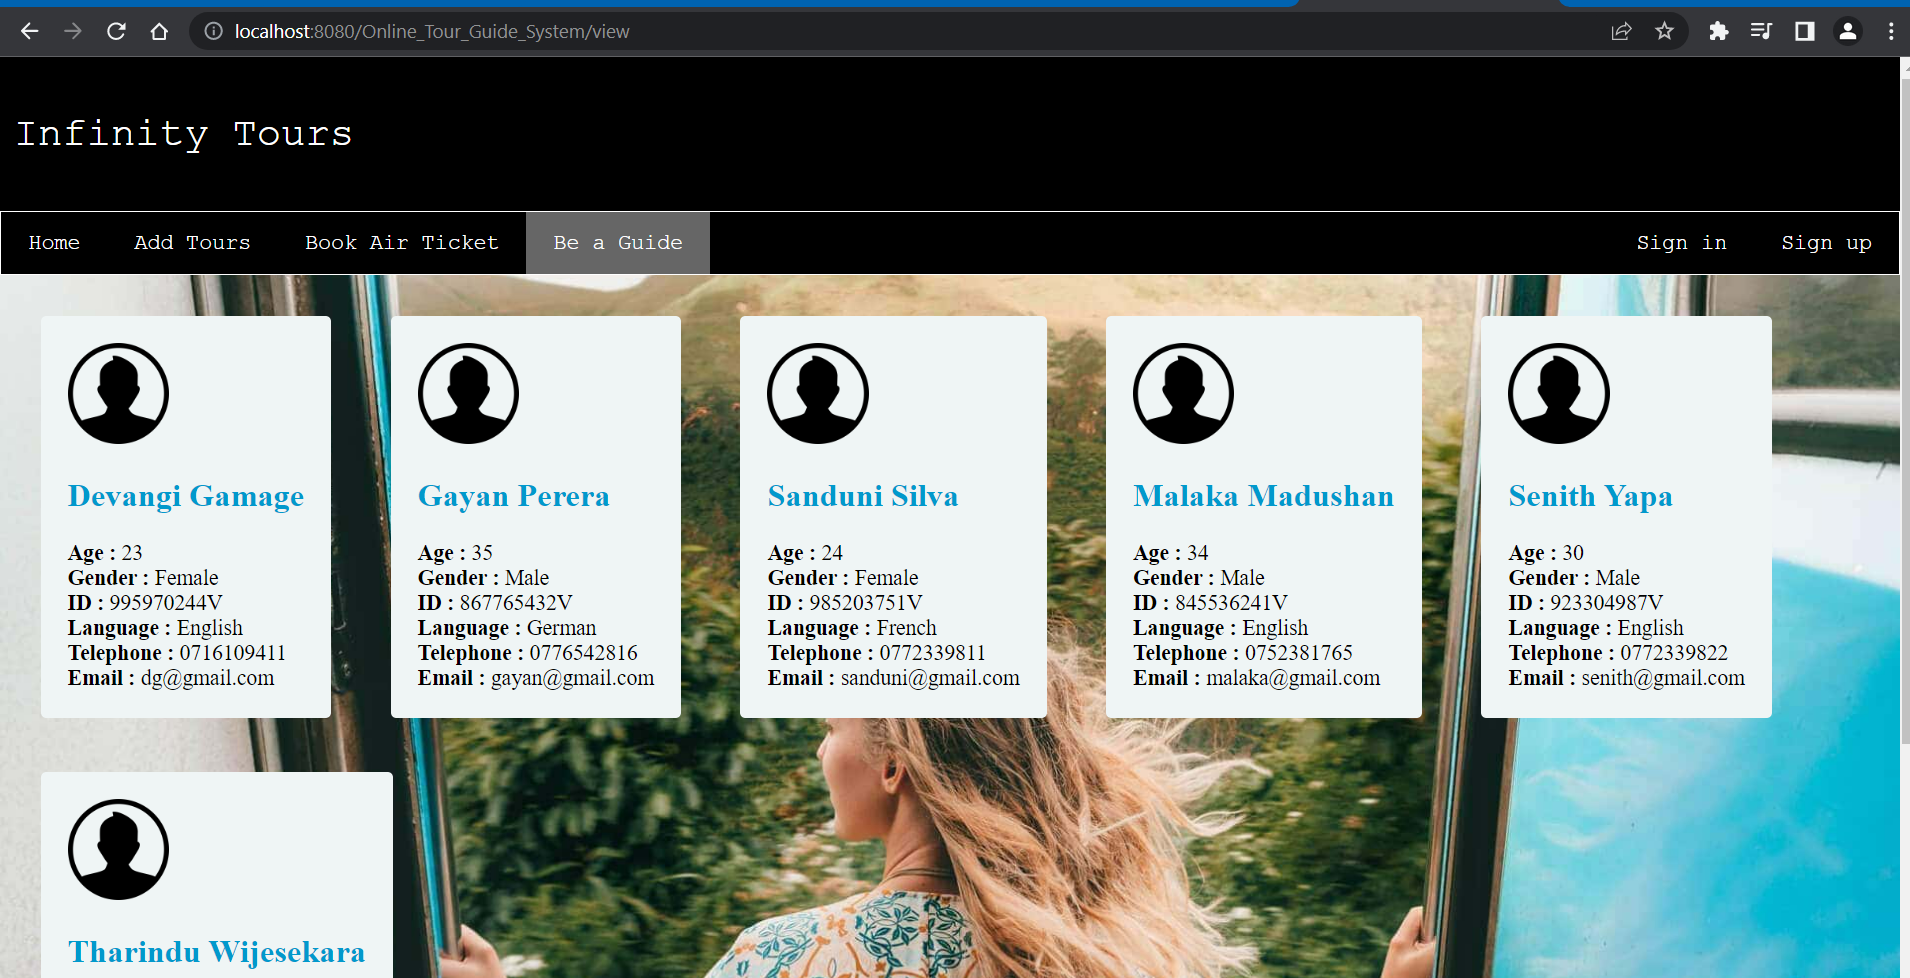 localhost:8080/Online_Tour_Guide_System/view
Infinity Tours
Home Add Tours Book Air Ticket Be a Guide Sign in Sign up
Devangi Gamage
Age : 23
Gender : Female
ID : 995970244V
Language : English
Telephone : 0716109411
Email : dg@gmail.com
Gayan Perera
Age : 35
Gender : Male
ID : 867765432V
Language : German
Telephone : 0776542816
Email : gayan@gmail.com
Sanduni Silva
Age : 24
Gender : Female
ID : 985203751V
Language : French
Telephone : 0772339811
Email : sanduni@gmail.com
Malaka Madushan
Age : 34
Gender : Male
ID : 845536241V
Language : English
Telephone : 0752381765
Email : malaka@gmail.com
Senith Yapa
Age : 30
Gender : Male
ID : 923304987V
Language : English
Telephone : 0772339822
Email : senith@gmail.com
Tharindu Wijesekara